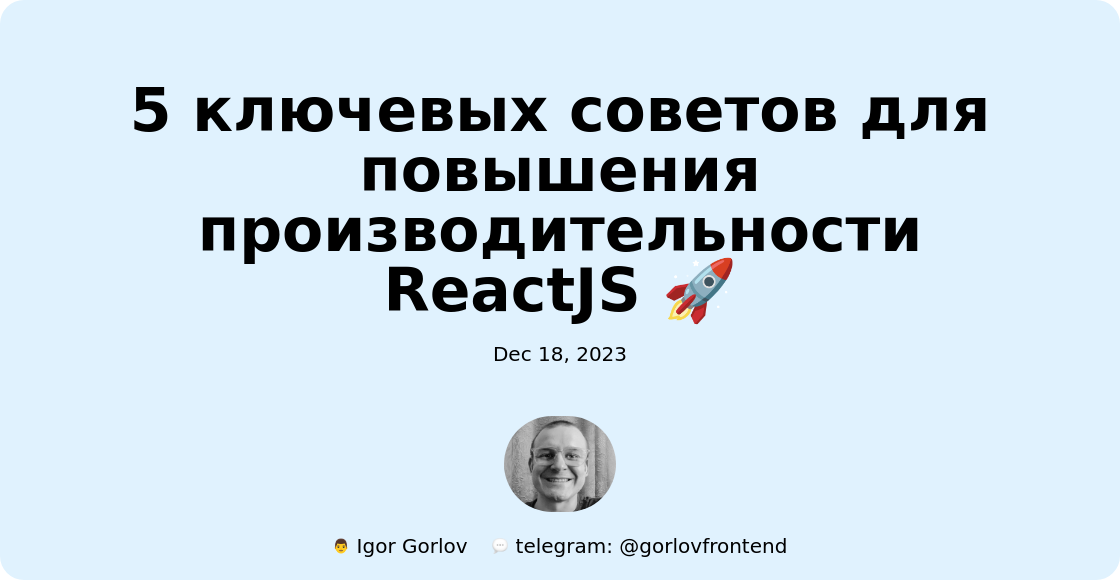 5 ключевых советов для
повышения
производительности
ReactJS 🚀
Dec 18, 2023
👨 Igor Gorlov 💬 telegram: @gorlovfrontend